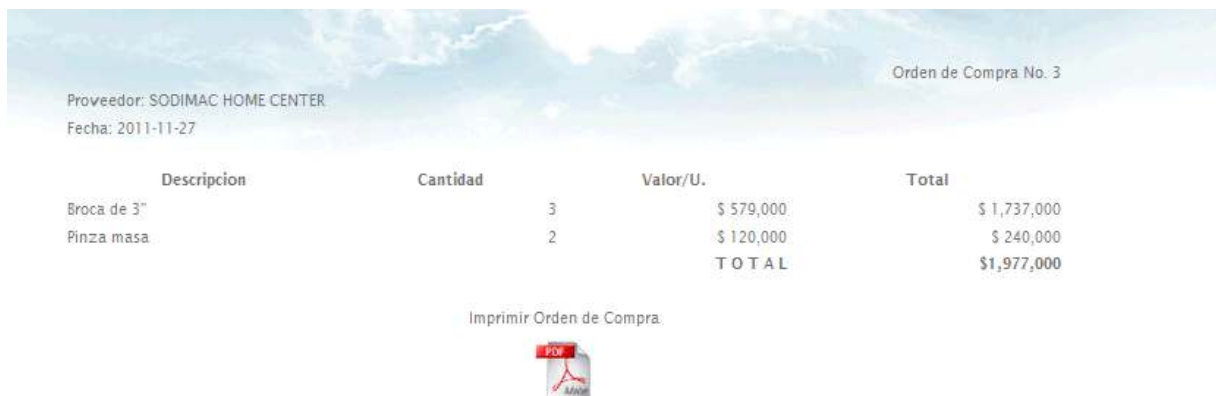 Orden de Compra No. 3
Proveedor: SODIMAC HOME CENTER
Fecha: 2011-11-27
Descripcion Cantidad Valor/U. Total
Broca de 3" 3 $ 579,000 $ 1,737,000
Pinza masa 2 $ 120,000 $ 240,000
T O T A L $1,977,000
Imprimir Orden de Compra
PDF
Adobe